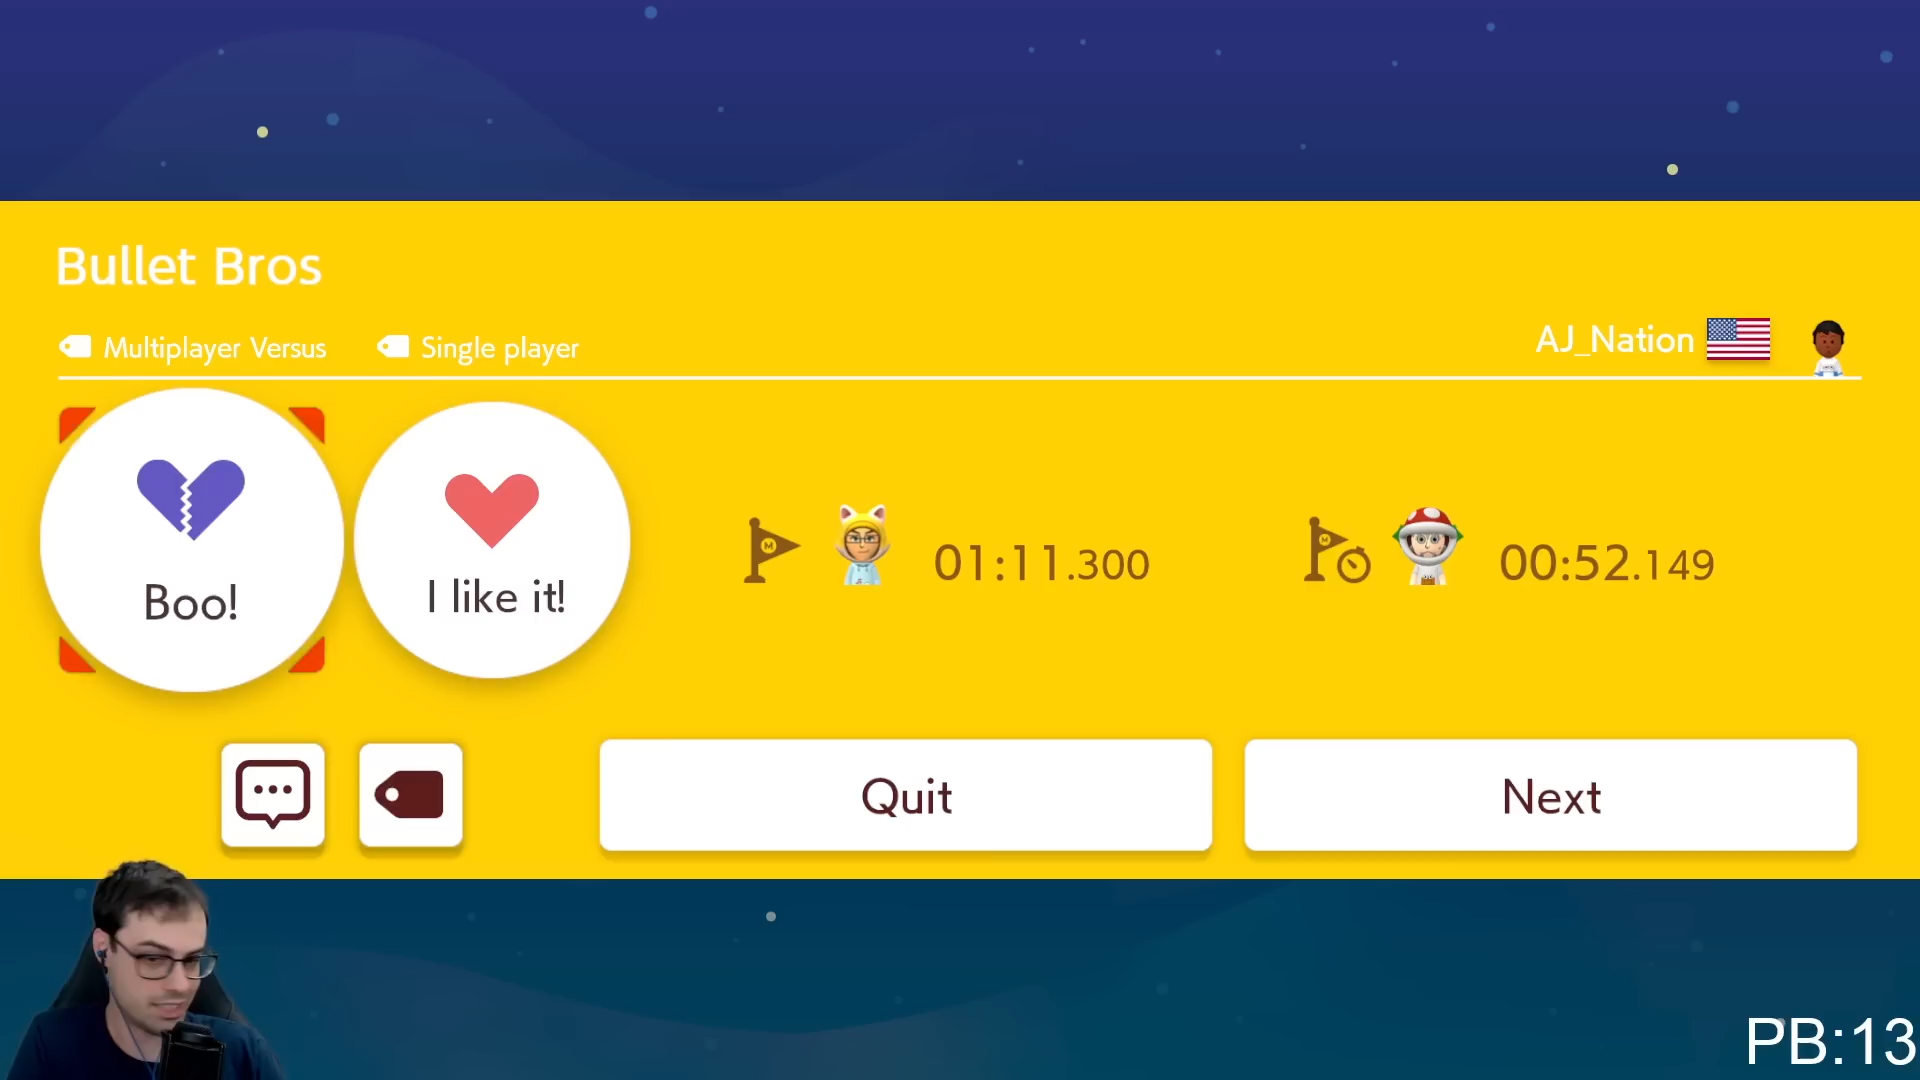 Bullet Bros
Multiplayer Versus Single player
AJ_Nation
Boo!
I like it!
M 01:11.300
M 00:52.149
Quit
Next
PB:13